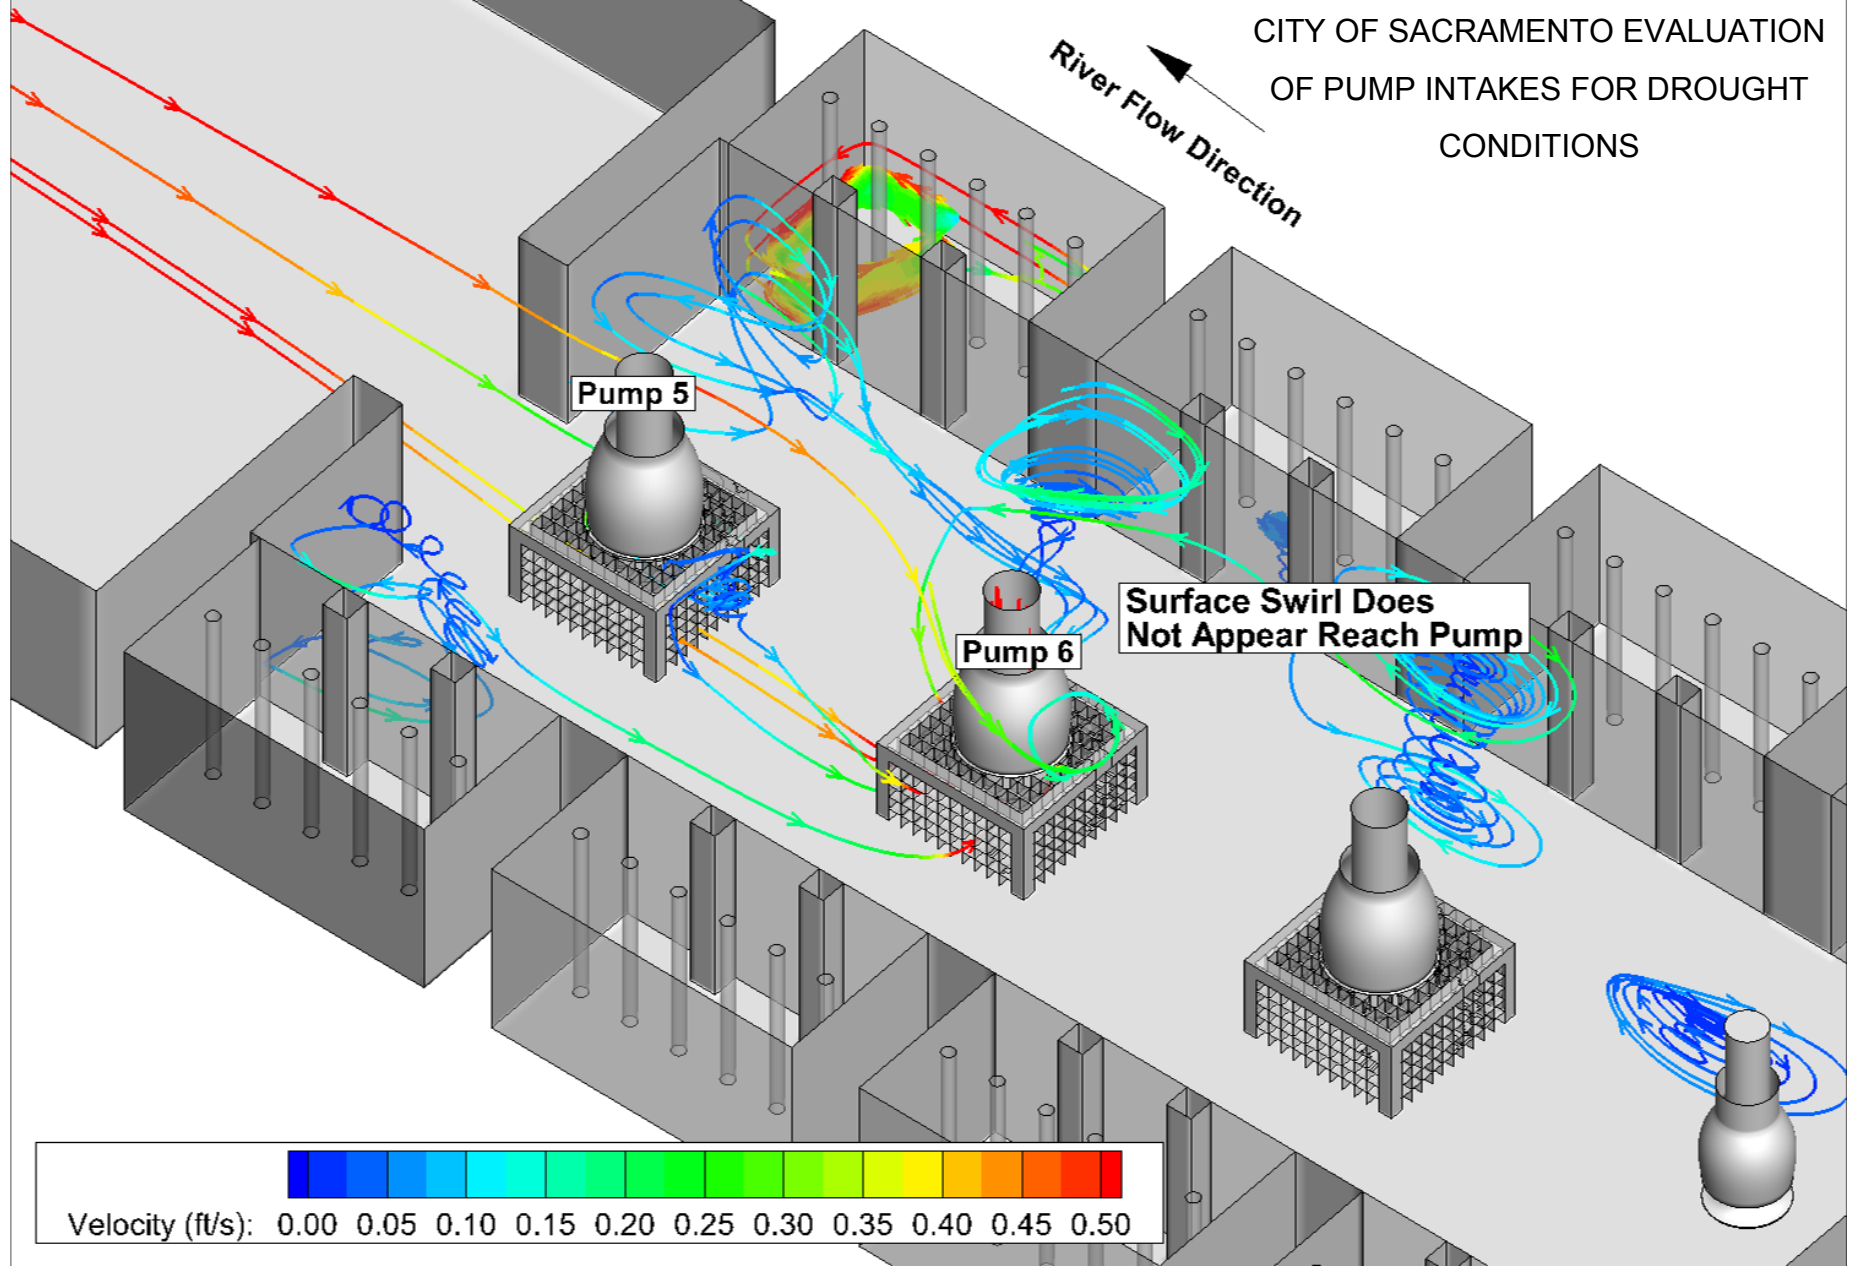 CITY OF SACRAMENTO EVALUATION
OF PUMP INTAKES FOR DROUGHT
CONDITIONS
River Flow Direction
Pump 5
Surface Swirl Does
Not Appear Reach Pump
Pump 6
Velocity (ft/s): 0.00 0.05 0.10 0.15 0.20 0.25 0.30 0.35 0.40 0.45 0.50